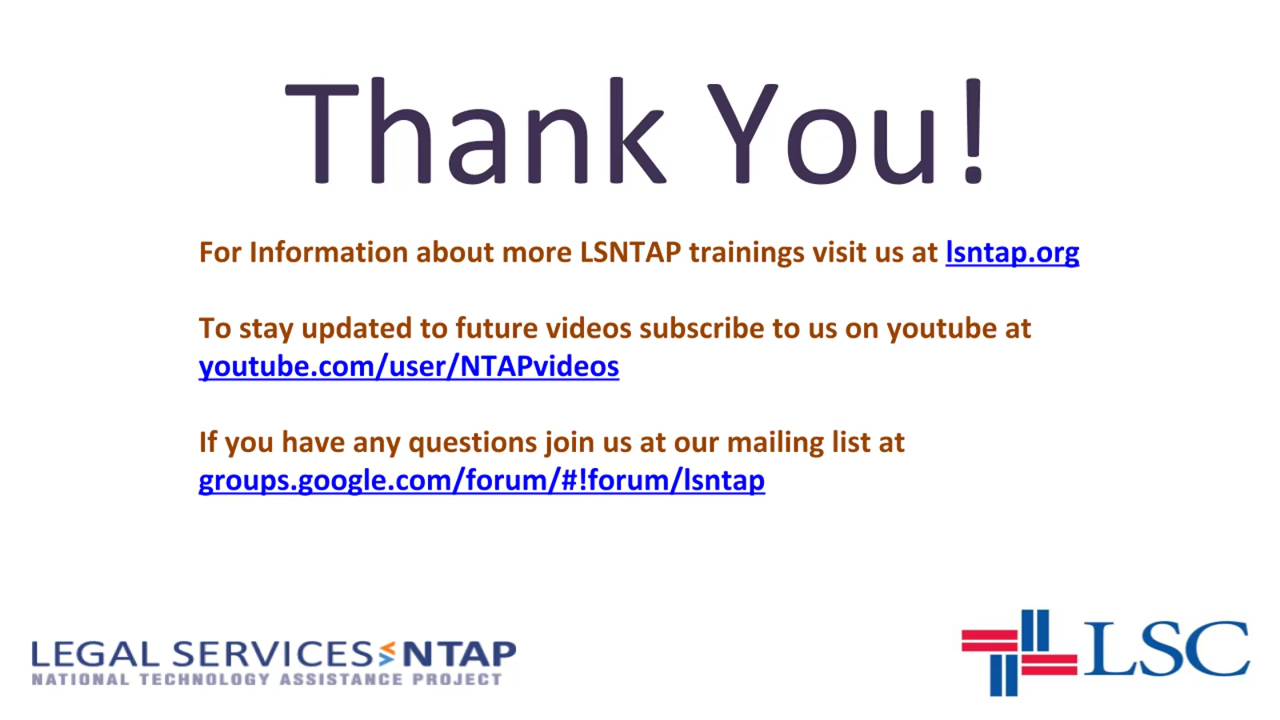 Thank You!
For Information about more LSNTAP trainings visit us at lsntap.org
To stay updated to future videos subscribe to us on youtube at
youtube.com/user/NTAPvideos
If you have any questions join us at our mailing list at
groups.google.com/forum/#!forum/lsntap
LEGAL SERVICES NTAP
NATIONAL TECHNOLOGY ASSISTANCE PROJECT
LSC